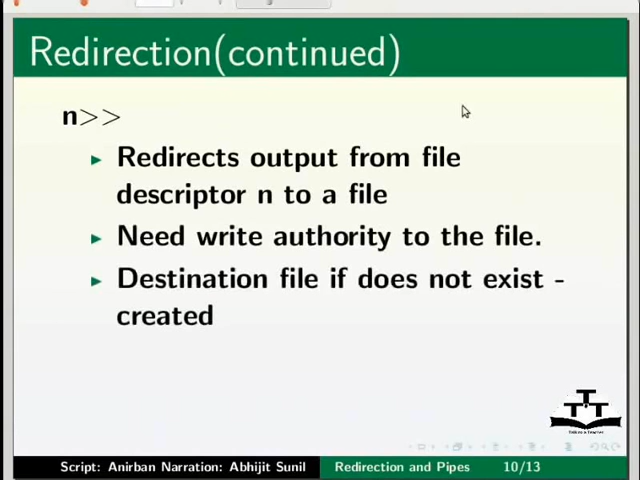 Redirection(continued)
n>>
Redirects output from file
descriptor n to a file
Need write authority to the file.
Destination file if does not exist -
created
Script: Anirban Narration: Abhijit Sunil
Redirection and Pipes
10/13